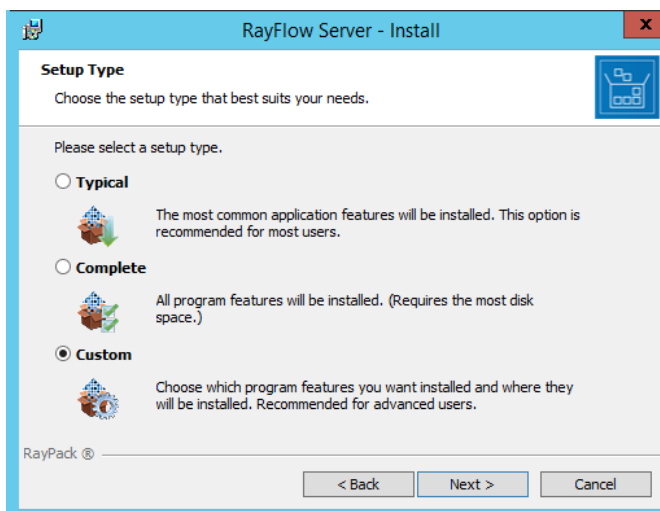 RayFlow Server - Install
x
Setup Type
Choose the setup type that best suits your needs.
Please select a setup type.
Typical
The most common application features will be installed. This option is
recommended for most users.
Complete
All program features will be installed. (Requires the most disk
space.)
Custom
Choose which program features you want installed and where they
will be installed. Recommended for advanced users.
RayPack ®
< Back Next > Cancel